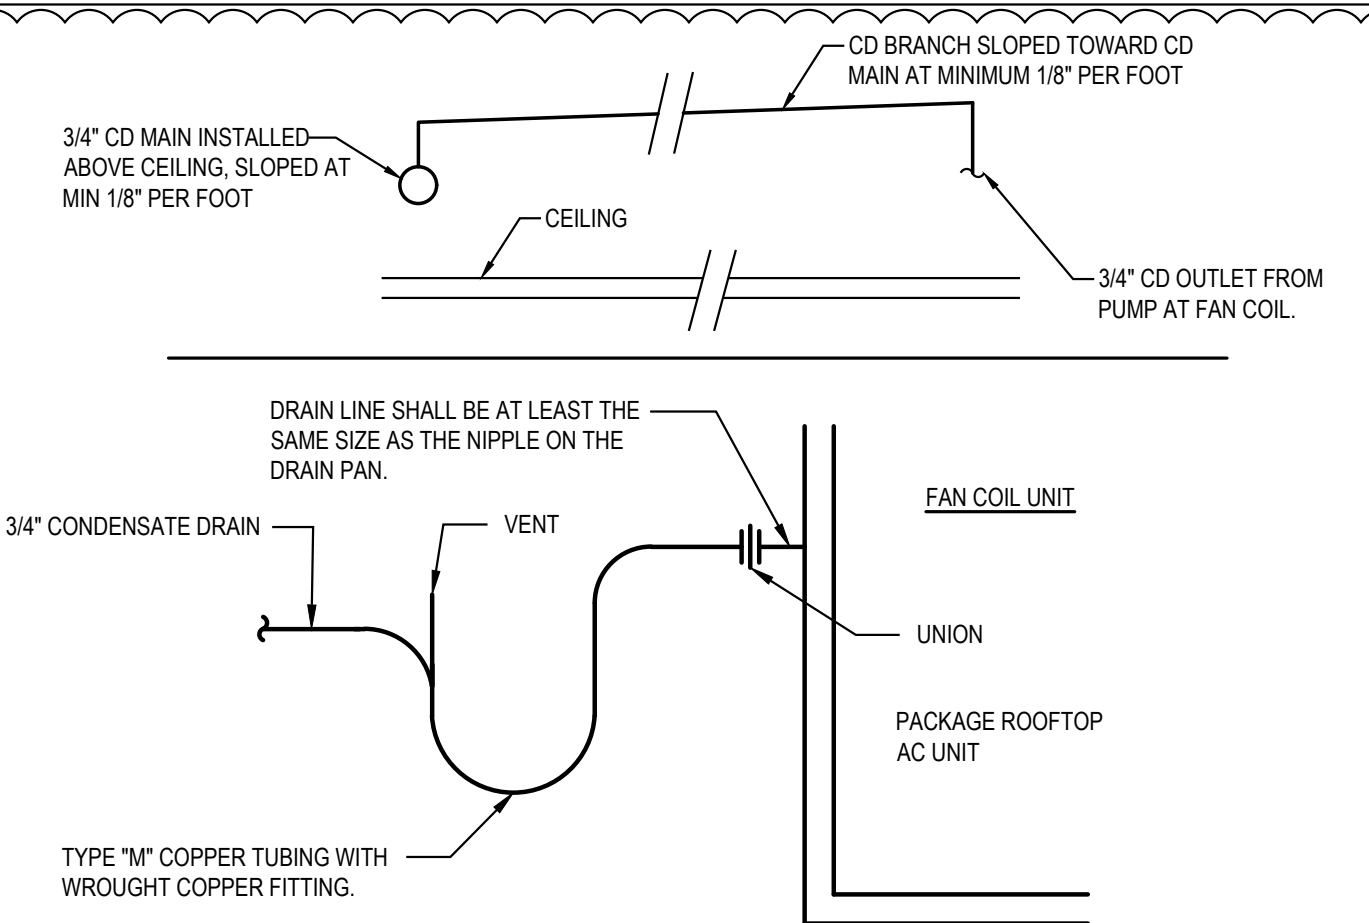 CD BRANCH SLOPED TOWARD CD
MAIN AT MINIMUM 1/8" PER FOOT
3/4" CD MAIN INSTALLED
ABOVE CEILING, SLOPED AT
MIN 1/8" PER FOOT
CEILING
3/4" CD OUTLET FROM
PUMP AT FAN COIL.
DRAIN LINE SHALL BE AT LEAST THE
SAME SIZE AS THE NIPPLE ON THE
DRAIN PAN.
FAN COIL UNIT
3/4" CONDENSATE DRAIN
VENT
UNION
PACKAGE ROOFTOP
AC UNIT
TYPE "M" COPPER TUBING WITH
WROUGHT COPPER FITTING.